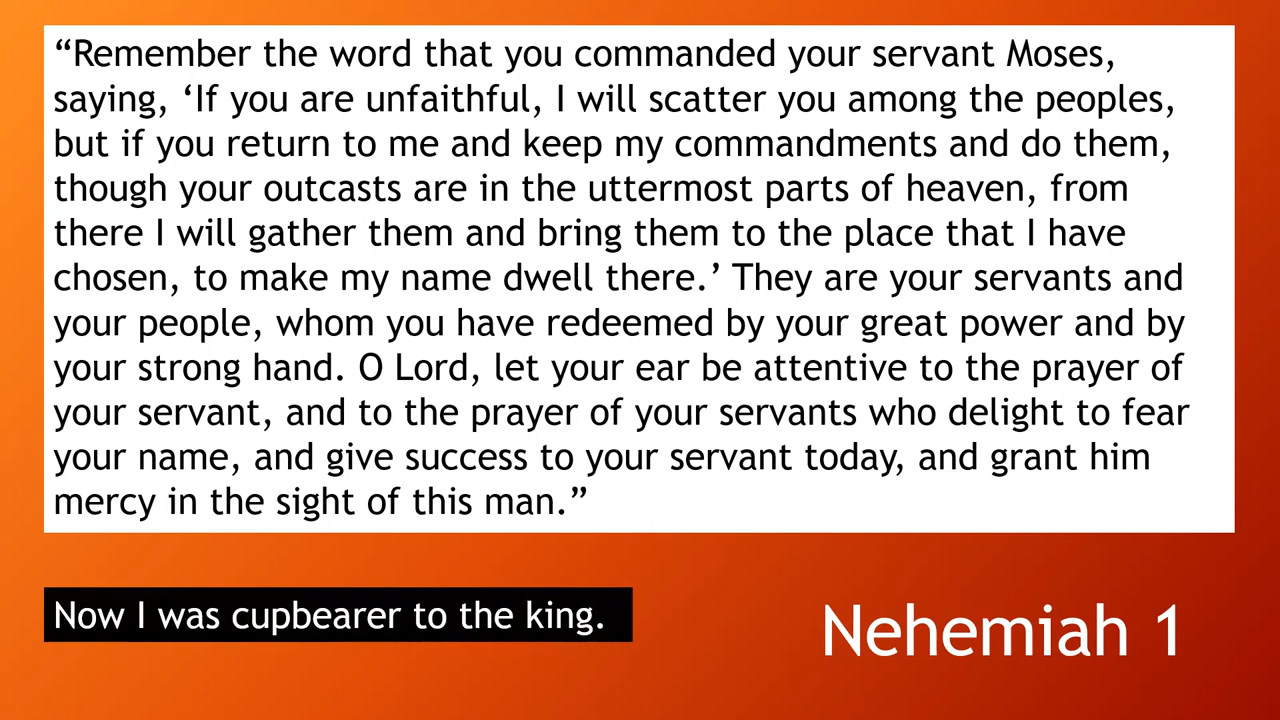 “Remember the word that you commanded your servant Moses,
saying, ‘If you are unfaithful, I will scatter you among the peoples,
but if you return to me and keep my commandments and do them,
though your outcasts are in the uttermost parts of heaven, from
there I will gather them and bring them to the place that I have
chosen, to make my name dwell there.’ They are your servants and
your people, whom you have redeemed by your great power and by
your strong hand. O Lord, let your ear be attentive to the prayer of
your servant, and to the prayer of your servants who delight to fear
your name, and give success to your servant today, and grant him
mercy in the sight of this man.”
Now I was cupbearer to the king.
Nehemiah 1